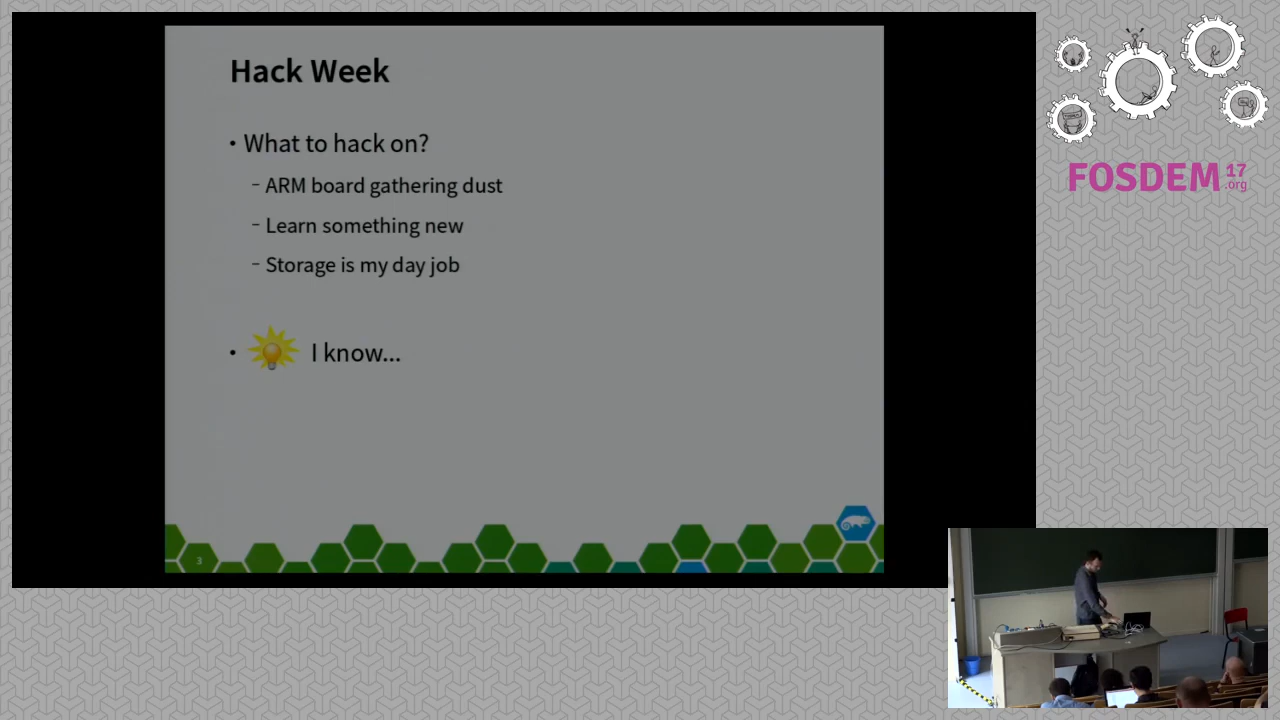 Hack Week
• What to hack on?
– ARM board gathering dust
– Learn something new
– Storage is my day job
• I know...
3
FOSDEM 17
.org